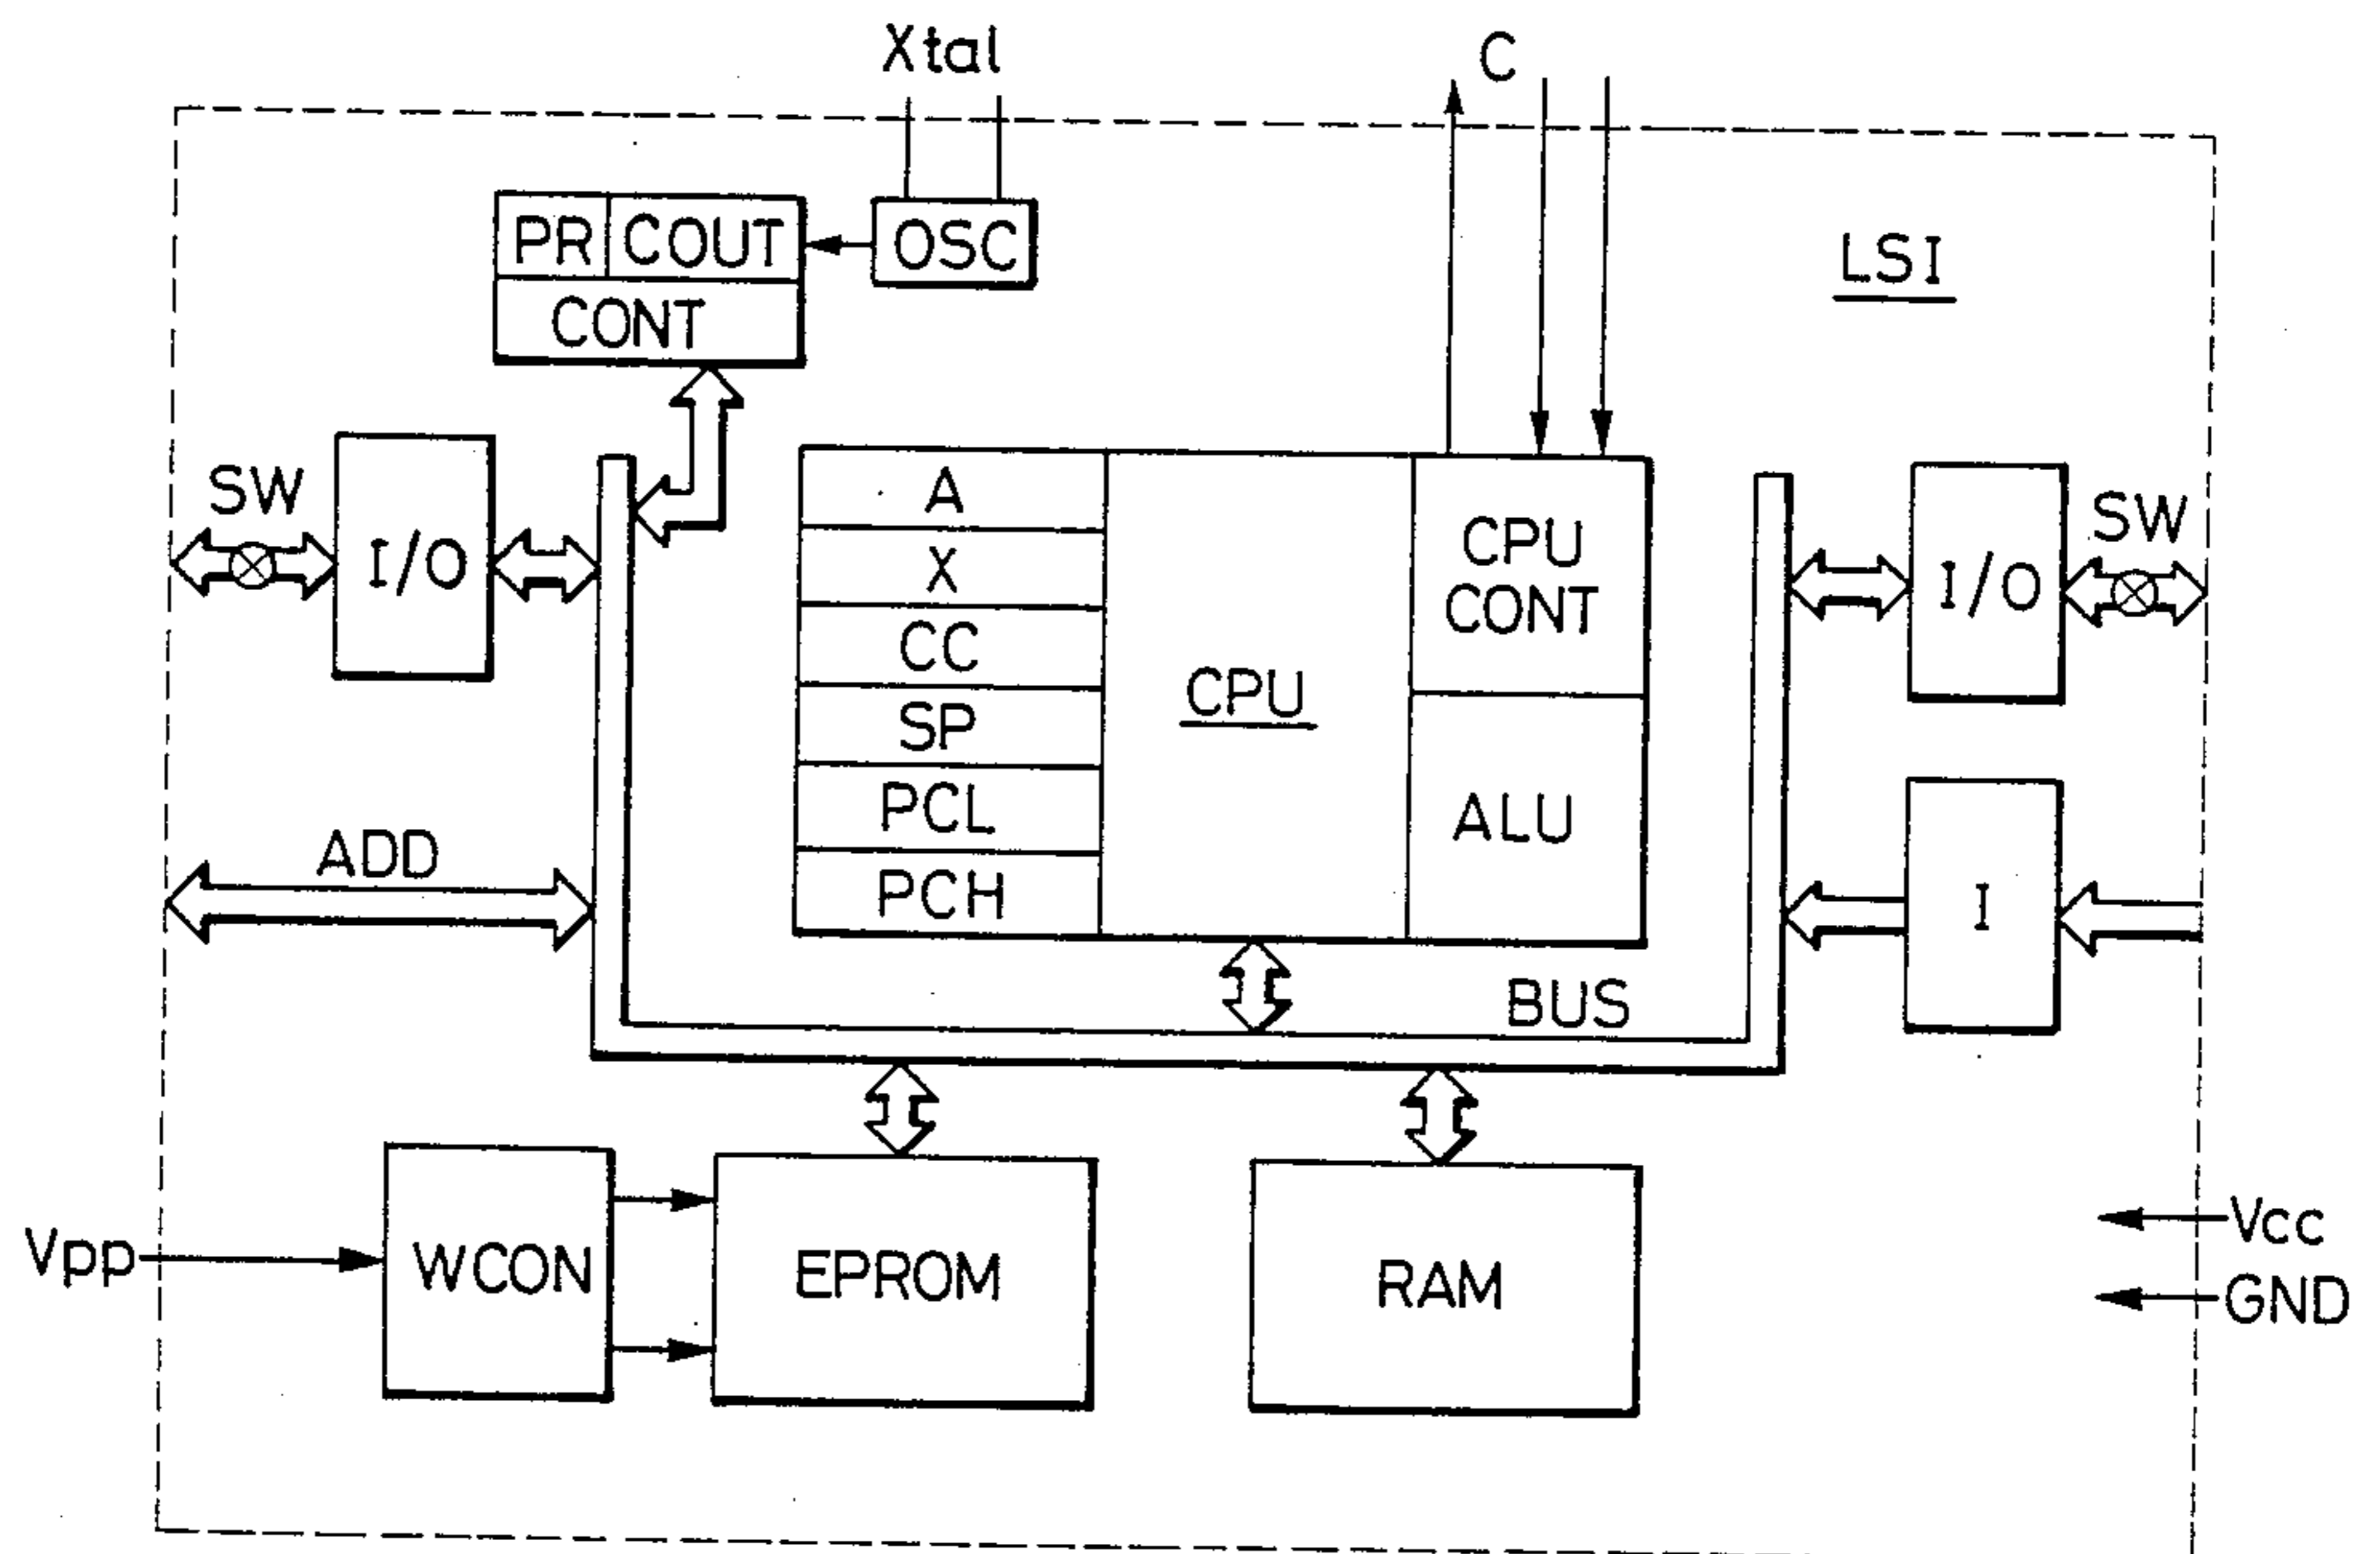 Xtal
C
PR
COUT
OSC
CONT
LSI
SW
I/O
A
X
CC
SP
PCL
PCH
CPU
CPU
CONT
ALU
I/O
SW
ADD
I
BUS
Vpp
WCON
EPROM
RAM
Vcc
GND